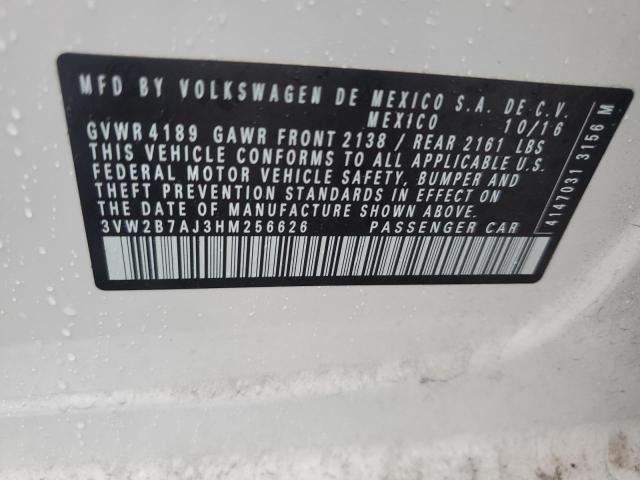 MFD BY VOLKSWAGEN DE MEXICO S.A. DE C.V.
MEXICO 10/16
GVWR 4189 GAWR FRONT 2138 / REAR 2161 LBS
THIS VEHICLE CONFORMS TO ALL APPLICABLE U.S.
FEDERAL MOTOR VEHICLE SAFETY, BUMPER AND
THEFT PREVENTION STANDARDS IN EFFECT ON
THE DATE OF MANUFACTURE SHOWN ABOVE.
3VW2B7AJ3HM256626 PASSENGER CAR
4147031 3156 M